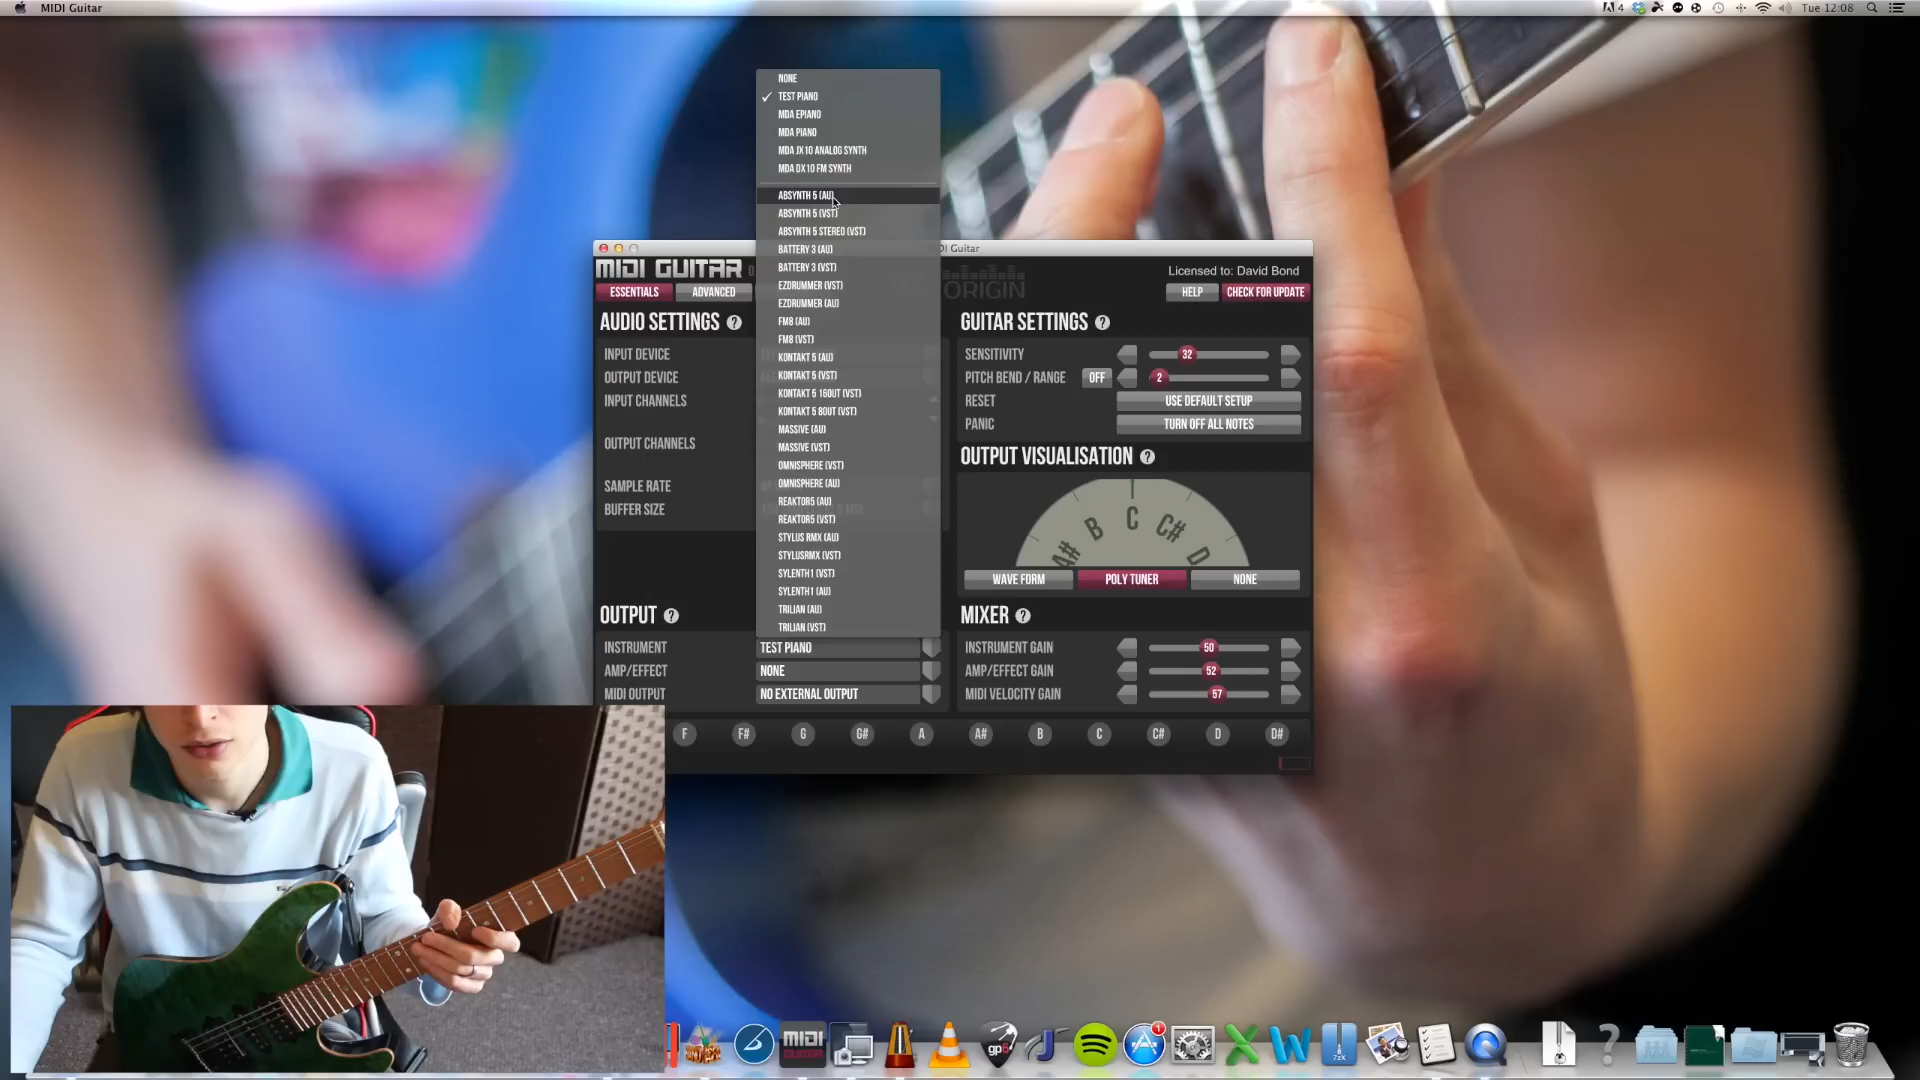 MIDI Guitar
4
Tue 12:08
NONE
✓ TEST PIANO
MDA EPIANO
MDA PIANO
MDA JX10 ANALOG SYNTH
MDA DX10 FM SYNTH
ABSYNTH 5 (AU)
ABSYNTH 5 (VST)
ABSYNTH 5 STEREO (VST)
BATTERY 3 (AU)
BATTERY 3 (VST)
EZDRUMMER (VST)
EZDRUMMER (AU)
FM8 (AU)
FM8 (VST)
KONTAKT 5 (AU)
KONTAKT 5 (VST)
KONTAKT 5 16OUT (VST)
KONTAKT 5 8OUT (VST)
MASSIVE (AU)
MASSIVE (VST)
OMNISPHERE (VST)
OMNISPHERE (AU)
REAKTOR5 (AU)
REAKTOR5 (VST)
STYLUS RMX (AU)
STYLUSRMX (VST)
SYLENTH1 (VST)
SYLENTH1 (AU)
TRILIAN (AU)
TRILIAN (VST)
DI Guitar
MIDI GUITAR
ORIGIN
Licensed to: David Bond
ESSENTIALS
ADVANCED
HELP
CHECK FOR UPDATE
AUDIO SETTINGS ?
INPUT DEVICE
OUTPUT DEVICE
INPUT CHANNELS
OUTPUT CHANNELS
SAMPLE RATE
BUFFER SIZE
GUITAR SETTINGS ?
SENSITIVITY 32
PITCH BEND / RANGE OFF 2
RESET USE DEFAULT SETUP
PANIC TURN OFF ALL NOTES
OUTPUT VISUALISATION ?
A# B C C# D
WAVE FORM POLY TUNER NONE
OUTPUT ?
INSTRUMENT TEST PIANO
AMP/EFFECT NONE
MIDI OUTPUT NO EXTERNAL OUTPUT
MIXER ?
INSTRUMENT GAIN 50
AMP/EFFECT GAIN 52
MIDI VELOCITY GAIN 57
F F# G G# A A# B C C# D D#
MIDI
GUITAR
gp6
1
7zX
?